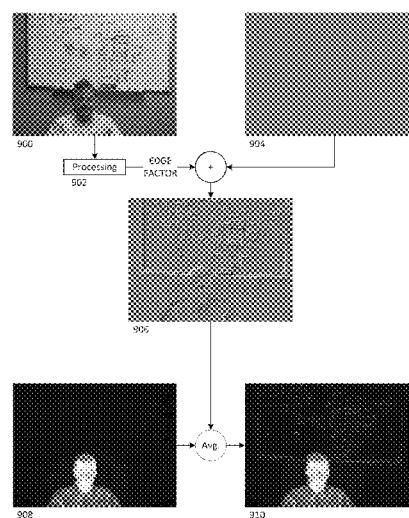 900
904
Processing
EDGE
FACTOR
+
902
906
Avg.
908
910